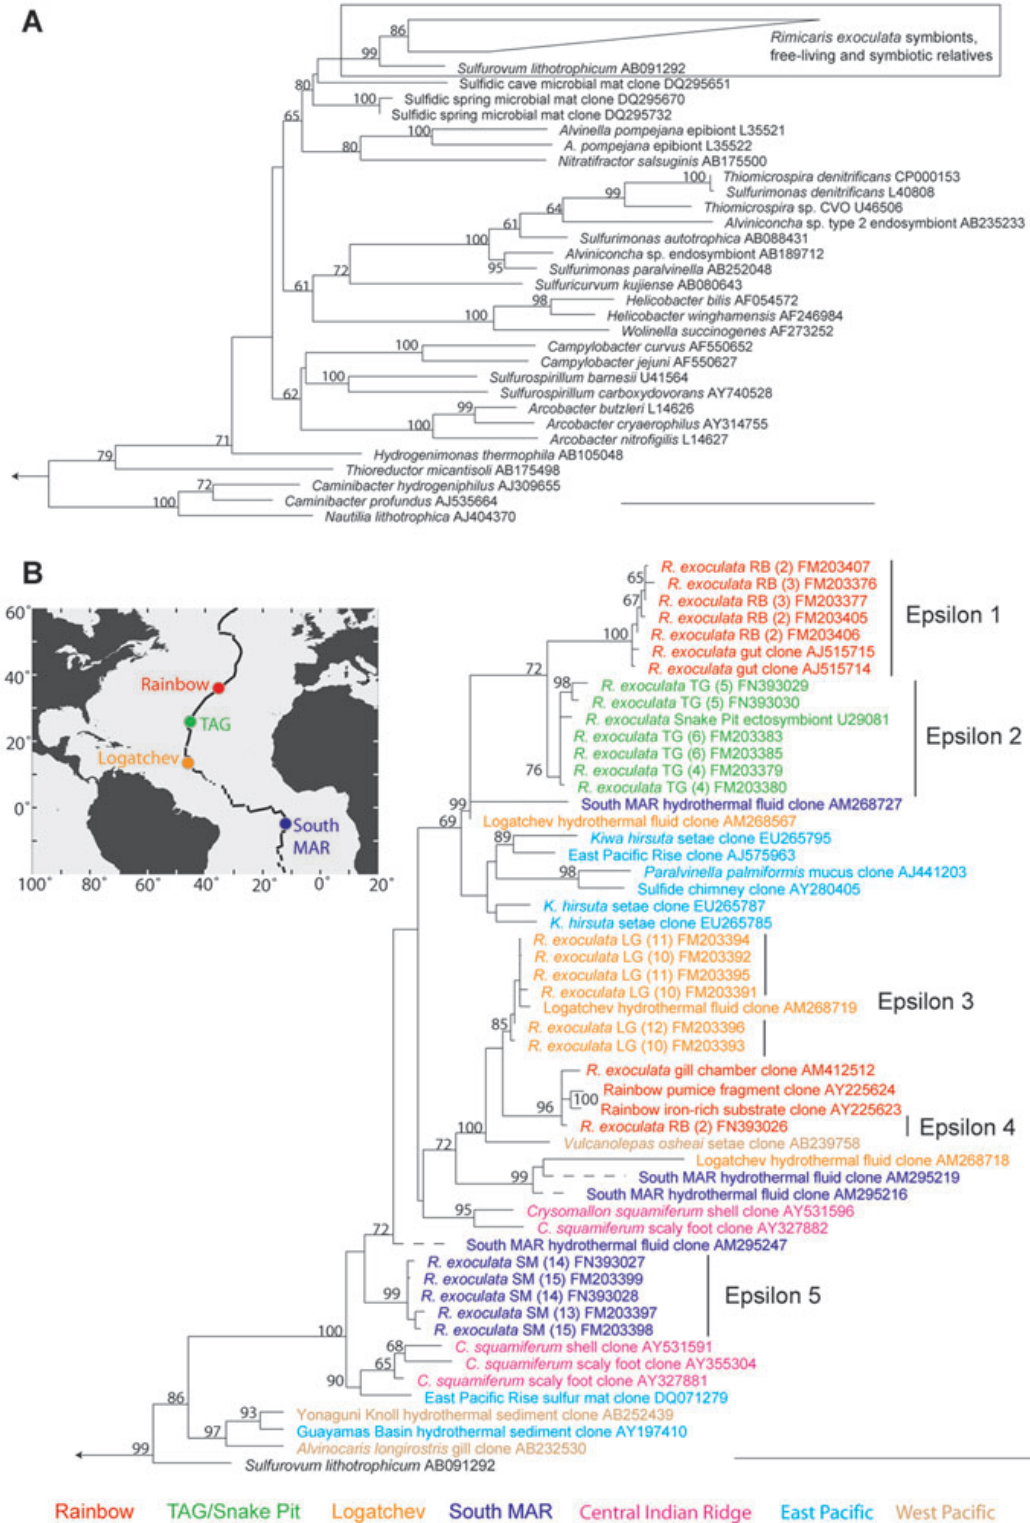 A
86
Rimicaris exoculata symbionts,
free-living and symbiotic relatives
99
Sulfurovum lithotrophicum AB091292
80
Sulfidic cave microbial mat clone DQ295651
100
Sulfidic spring microbial mat clone DQ295670
65
Sulfidic spring microbial mat clone DQ295732
100
Alvinella pompejana epibiont L35521
80
A. pompejana epibiont L35522
Nitratifractor salsuginis AB175500
100
Thiomicrospira denitrificans CP000153
99
Sulfurimonas denitrificans L40808
64
Thiomicrospira sp. CVO U46506
61
Alviniconcha sp. type 2 endosymbiont AB235233
100
Sulfurimonas autotrophica AB088431
Alviniconcha sp. endosymbiont AB189712
72
95
Sulfurimonas paralvinella AB252048
61
Sulfuricurvum kujiense AB080643
98
Helicobacter bilis AF054572
100
Helicobacter winghamensis AF246984
Wolinella succinogenes AF273252
100
Campylobacter curvus AF550652
Campylobacter jejuni AF550627
100
Sulfurospirillum barnesii U41564
62
Sulfurospirillum carboxydovorans AY740528
99
Arcobacter butzleri L14626
100
Arcobacter cryaerophilus AY314755
Arcobacter nitrofigilis L14627
71
Hydrogenimonas thermophila AB105048
79
Thioreductor micantisoli AB175498
72
Caminibacter hydrogeniphilus AJ309655
100
Caminibacter profundus AJ535664
Nautilia lithotrophica AJ404370
B
60°
40°
20°
0°
100° 80° 60° 40° 20° 0° 20°
Rainbow
TAG
Logatchev
South
MAR
R. exoculata RB (2) FM203407
65
R. exoculata RB (3) FM203376
67
R. exoculata RB (3) FM203377
R. exoculata RB (2) FM203405
Epsilon 1
100
R. exoculata RB (2) FM203406
R. exoculata gut clone AJ515715
72
R. exoculata gut clone AJ515714
98
R. exoculata TG (5) FN393029
R. exoculata TG (5) FN393030
R. exoculata Snake Pit ectosymbiont U29081
R. exoculata TG (6) FM203383
Epsilon 2
R. exoculata TG (6) FM203385
76
R. exoculata TG (4) FM203379
R. exoculata TG (4) FM203380
99
South MAR hydrothermal fluid clone AM268727
69
Logatchev hydrothermal fluid clone AM268567
89
Kiwa hirsuta setae clone EU265795
East Pacific Rise clone AJ575963
98
Paralvinella palmiformis mucus clone AJ441203
Sulfide chimney clone AY280405
K. hirsuta setae clone EU265787
K. hirsuta setae clone EU265785
R. exoculata LG (11) FM203394
R. exoculata LG (10) FM203392
R. exoculata LG (11) FM203395
R. exoculata LG (10) FM203391
Epsilon 3
Logatchev hydrothermal fluid clone AM268719
85
R. exoculata LG (12) FM203396
R. exoculata LG (10) FM203393
R. exoculata gill chamber clone AM412512
Rainbow pumice fragment clone AY225624
100
96
Rainbow iron-rich substrate clone AY225623
R. exoculata RB (2) FN393026
Epsilon 4
100
Vulcanolepas osheai setae clone AB239758
72
Logatchev hydrothermal fluid clone AM268718
99
South MAR hydrothermal fluid clone AM295219
South MAR hydrothermal fluid clone AM295216
95
Crysomallon squamiferum shell clone AY531596
C. squamiferum scaly foot clone AY327882
72
South MAR hydrothermal fluid clone AM295247
R. exoculata SM (14) FN393027
R. exoculata SM (15) FM203399
99
R. exoculata SM (14) FN393028
Epsilon 5
R. exoculata SM (13) FM203397
R. exoculata SM (15) FM203398
100
68
C. squamiferum shell clone AY531591
65
C. squamiferum scaly foot clone AY355304
90
C. squamiferum scaly foot clone AY327881
East Pacific Rise sulfur mat clone DQ071279
86
93
Yonaguni Knoll hydrothermal sediment clone AB252439
97
Guayamas Basin hydrothermal sediment clone AY197410
Alvinocaris longirostris gill clone AB232530
99
Sulfurovum lithotrophicum AB091292
Rainbow TAG/Snake Pit Logatchev South MAR Central Indian Ridge East Pacific West Pacific